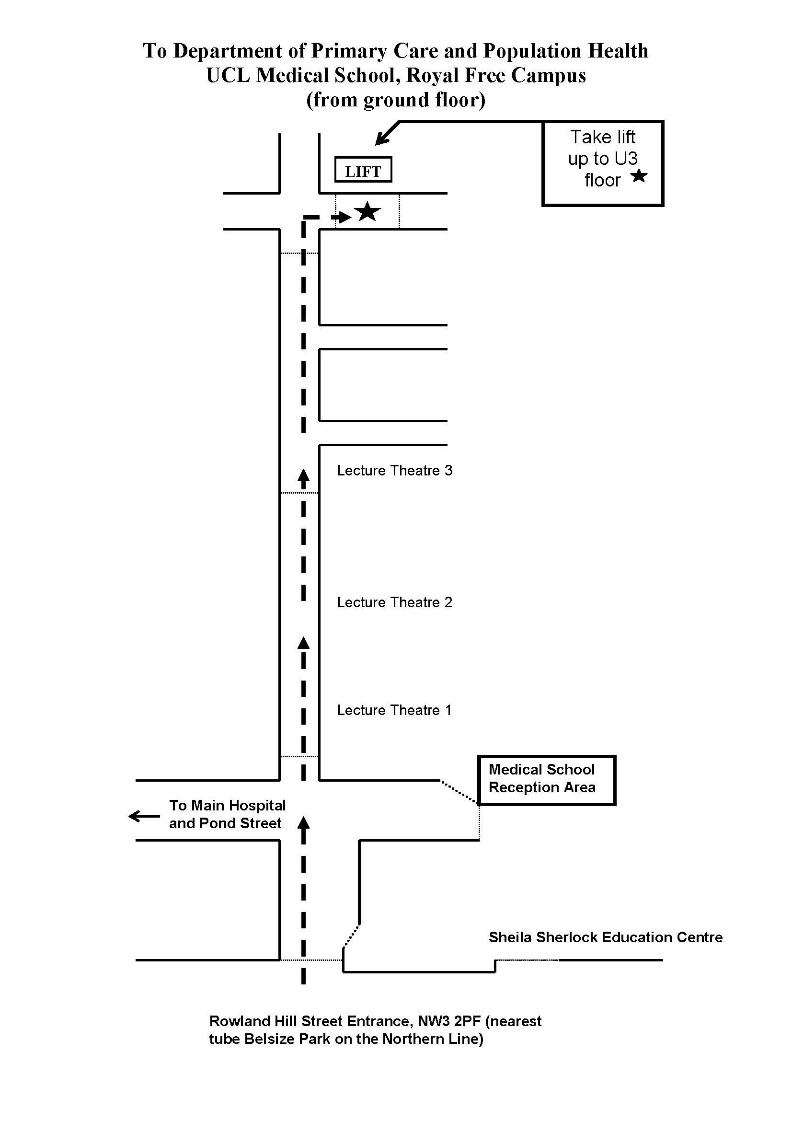 To Department of Primary Care and Population Health
UCL Medical School, Royal Free Campus
(from ground floor)
Take lift
up to U3
floor
LIFT
Lecture Theatre 3
Lecture Theatre 2
Lecture Theatre 1
Medical School
Reception Area
To Main Hospital
and Pond Street
Sheila Sherlock Education Centre
Rowland Hill Street Entrance, NW3 2PF (nearest
tube Belsize Park on the Northern Line)